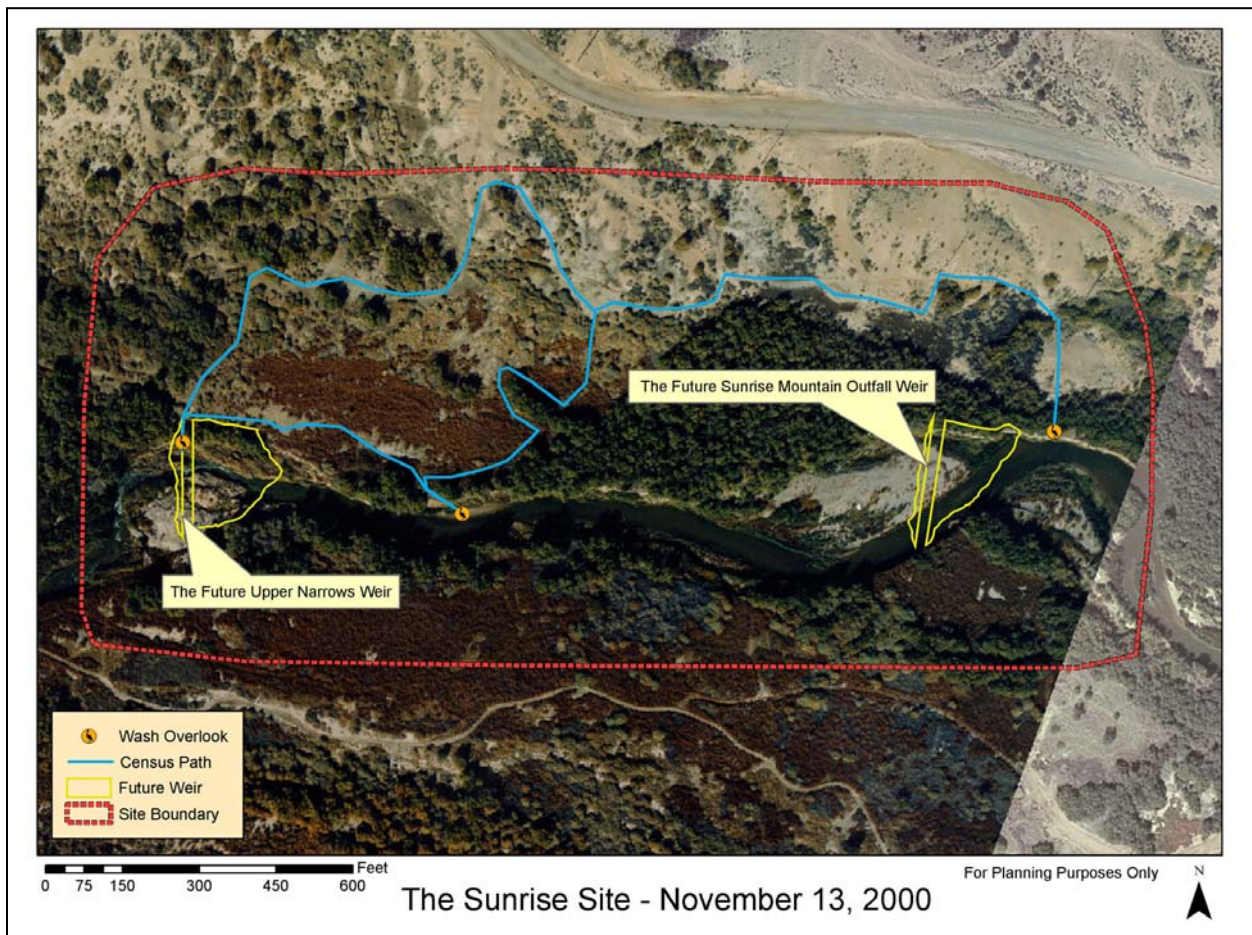 The Future Sunrise Mountain Outfall Weir
The Future Upper Narrows Weir
Wash Overlook
Census Path
Future Weir
Site Boundary
Feet
0 75 150 300 450 600
For Planning Purposes Only
N
The Sunrise Site - November 13, 2000